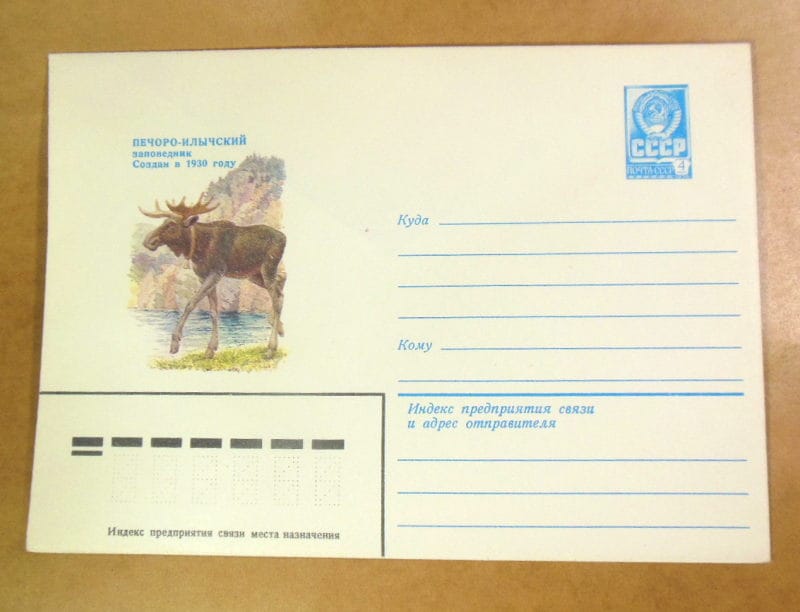 ПЕЧОРО-ИЛЫЧСКИЙ
заповедник
Создан в 1930 году
СССР
ПОЧТА СССР 4
Куда
Кому
Индекс предприятия связи
и адрес отправителя
Индекс предприятия связи места назначения